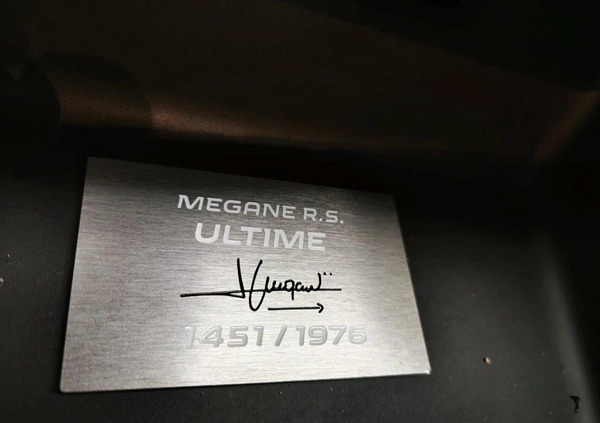 MEGANE R.S.
ULTIME
1451 / 1976